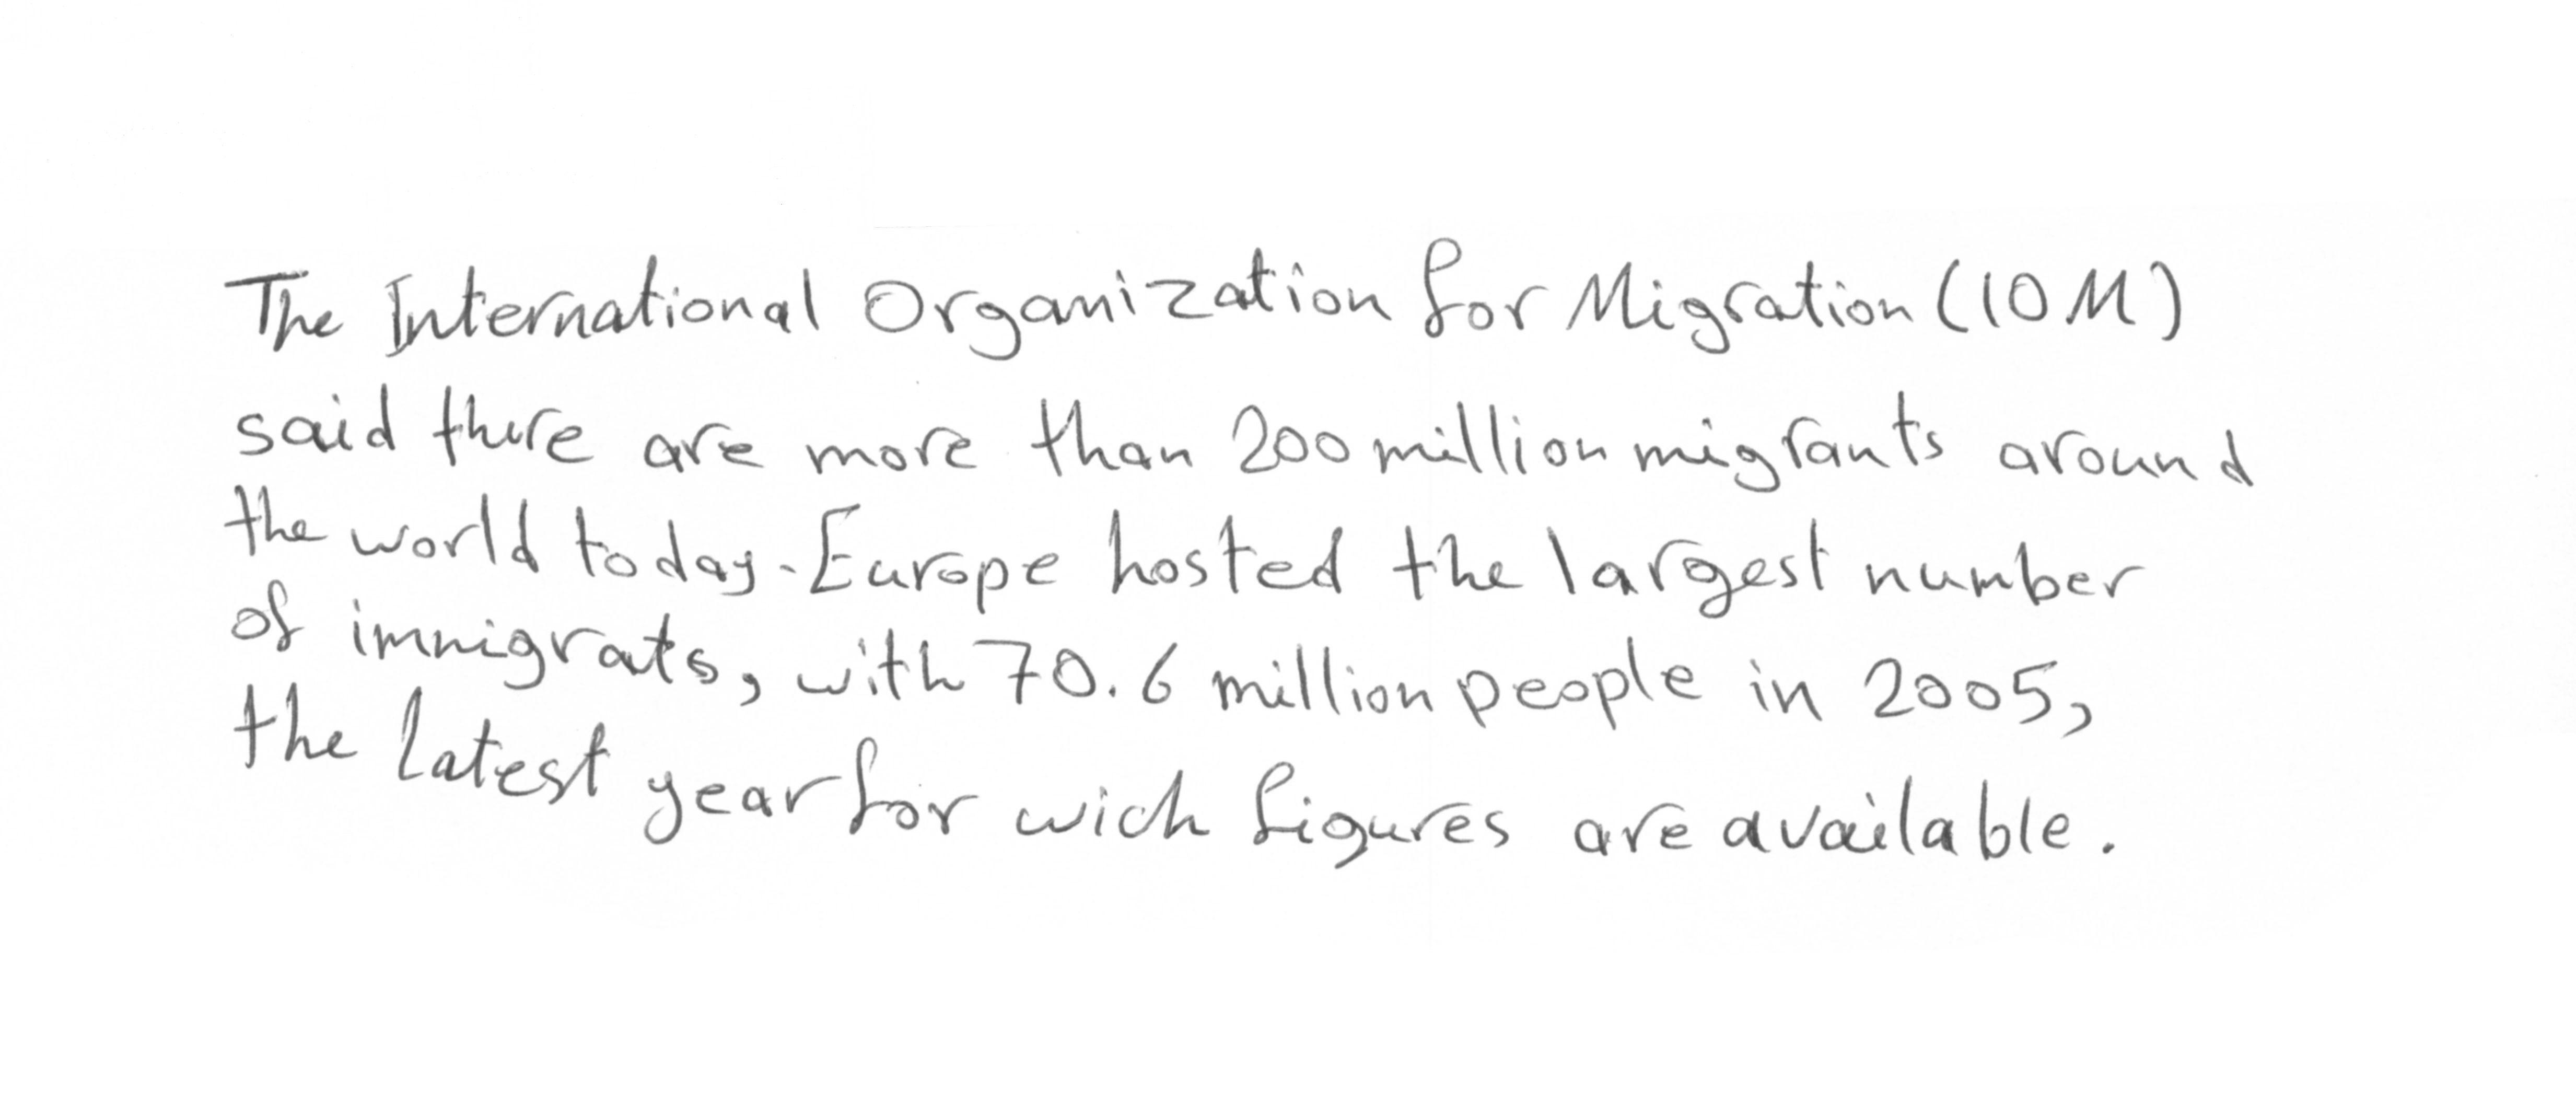 The International Organization for Migration (IOM)
said there are more than 200 million migrants around
the world today. Europe hosted the largest number
of immigrats, with 70.6 million people in 2005,
the latest year for wich figures are available.